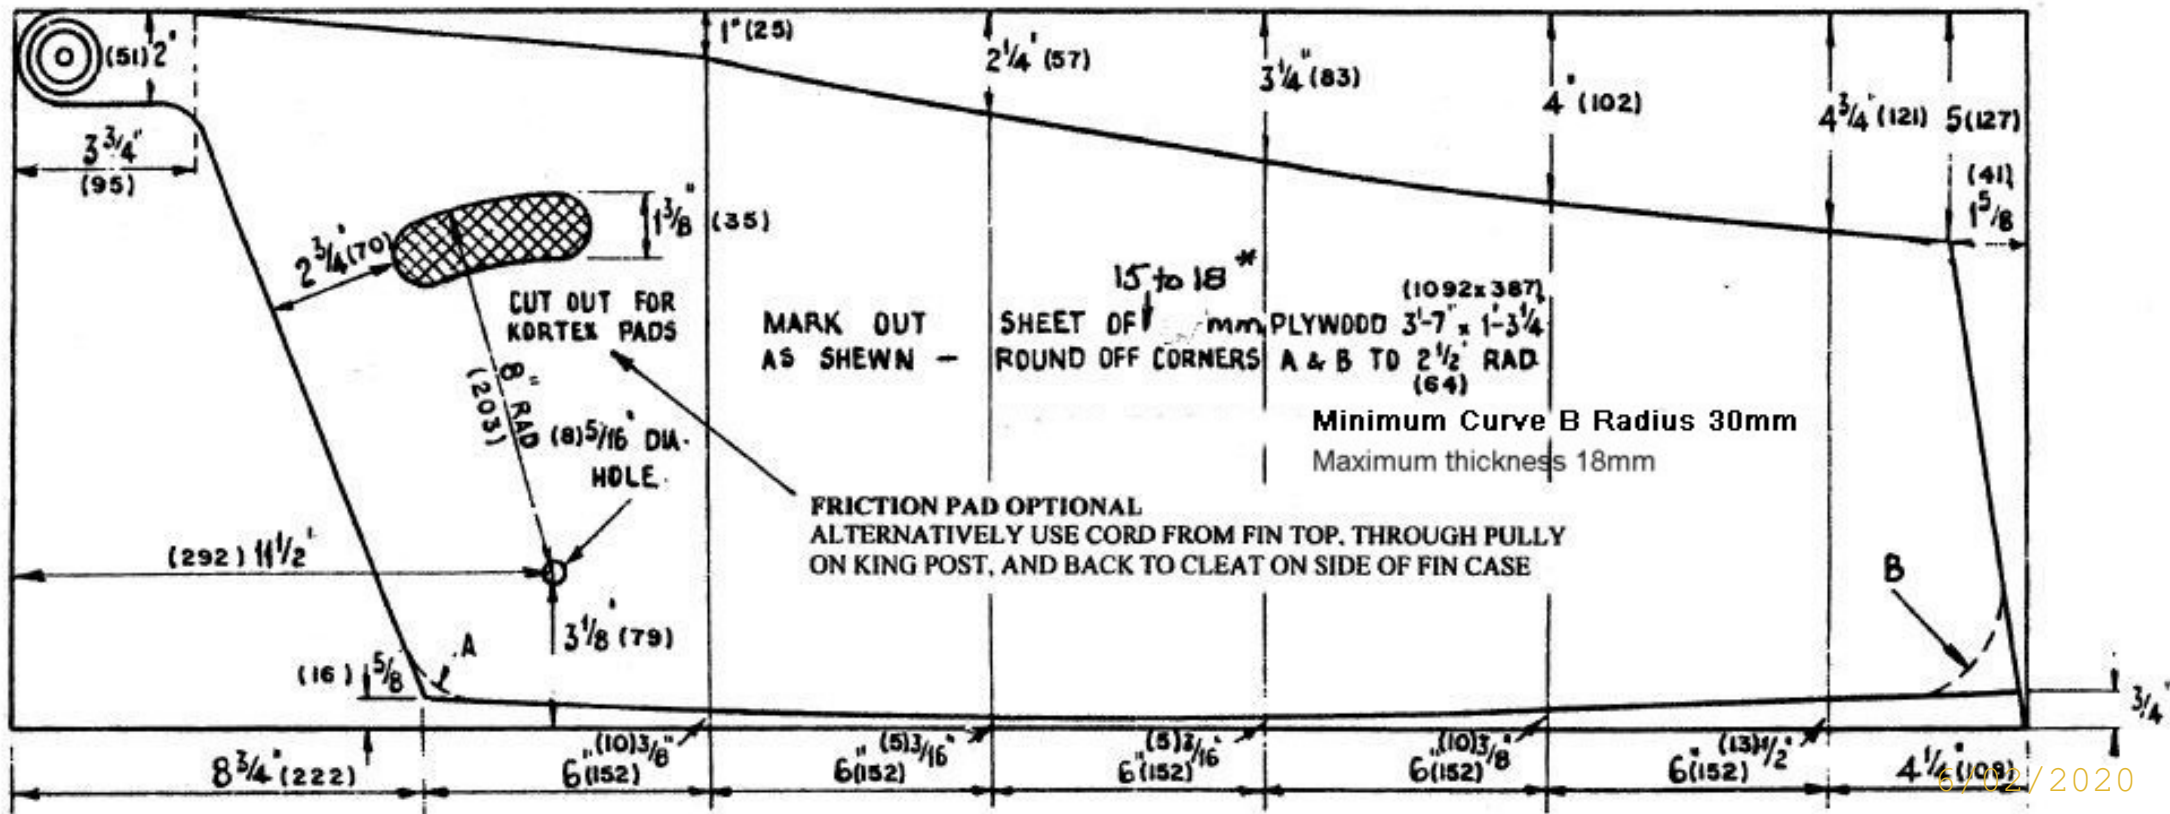 (51) 2"
1" (25)
2 1/4" (57)
3 1/4" (83)
4" (102)
4 3/4" (121)
5 (127)
3 3/4"
(95)
(41)
1 5/8
2 3/4" (70)
1 3/8" (35)
CUT OUT FOR
KORTEX PADS
15 to 18*
(1092 x 387)
MARK OUT SHEET OF mm PLYWOOD 3'-7" x 1'-3 1/4
AS SHEWN - ROUND OFF CORNERS A & B TO 2 1/2" RAD
(64)
8" RAD
(203)
Minimum Curve B Radius 30mm
Maximum thickness 18mm
(8) 5/16" DIA.
HOLE.
FRICTION PAD OPTIONAL
ALTERNATIVELY USE CORD FROM FIN TOP, THROUGH PULLY
ON KING POST, AND BACK TO CLEAT ON SIDE OF FIN CASE
(292) 11 1/2"
B
3 1/8" (79)
A
(16) 5/8
3/4"
(10) 3/8"
(5) 3/16"
(5) 3/16"
(10) 3/8"
(13) 1/2"
8 3/4" (222)
6" (152)
6" (152)
6" (152)
6" (152)
6" (152)
4 1/4" (109)
6/02/2020